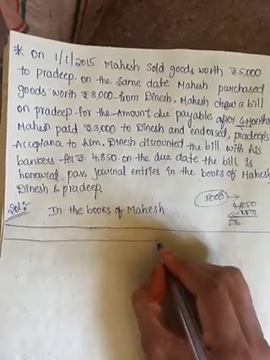 * On 1/1/2015 Mahesh Sold goods worth ₹5,000
to pradeep. on the same date Mahesh purchased
goods worth ₹8,000 from Dinesh. Mahesh drew a bill
on pradeep for the Amount due payable after 4 Months
Mahesh paid ₹3,000 to Dinesh and endorsed, pradeep's
Acceptance to him. Dinesh discounted the bill with his
bankers for ₹ 4,850 on the due date the bill is
honoured. pass journal entries in the books of Mahesh
Dinesh & pradeep.
5000
4850
150
Sol:
In the books of Mahesh